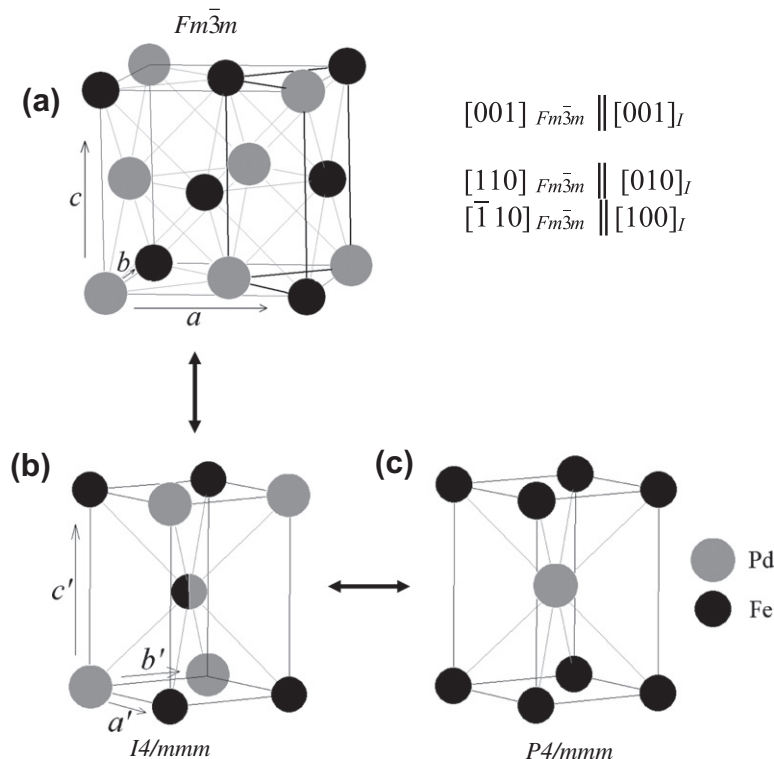 Fm3̅m
(a)
[001] Fm3̅m ∥ [001]I
[110] Fm3̅m ∥ [010]I
[1̅ 10] Fm3̅m ∥ [100]I
c
b
a
(b)
(c)
c′
b′
a′
Pd
Fe
I4/mmm
P4/mmm